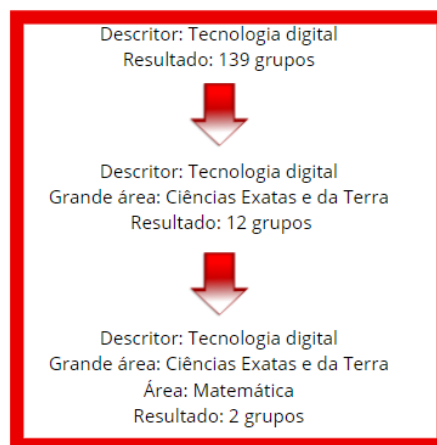 Descritor: Tecnologia digital
Resultado: 139 grupos
Descritor: Tecnologia digital
Grande área: Ciências Exatas e da Terra
Resultado: 12 grupos
Descritor: Tecnologia digital
Grande área: Ciências Exatas e da Terra
Área: Matemática
Resultado: 2 grupos